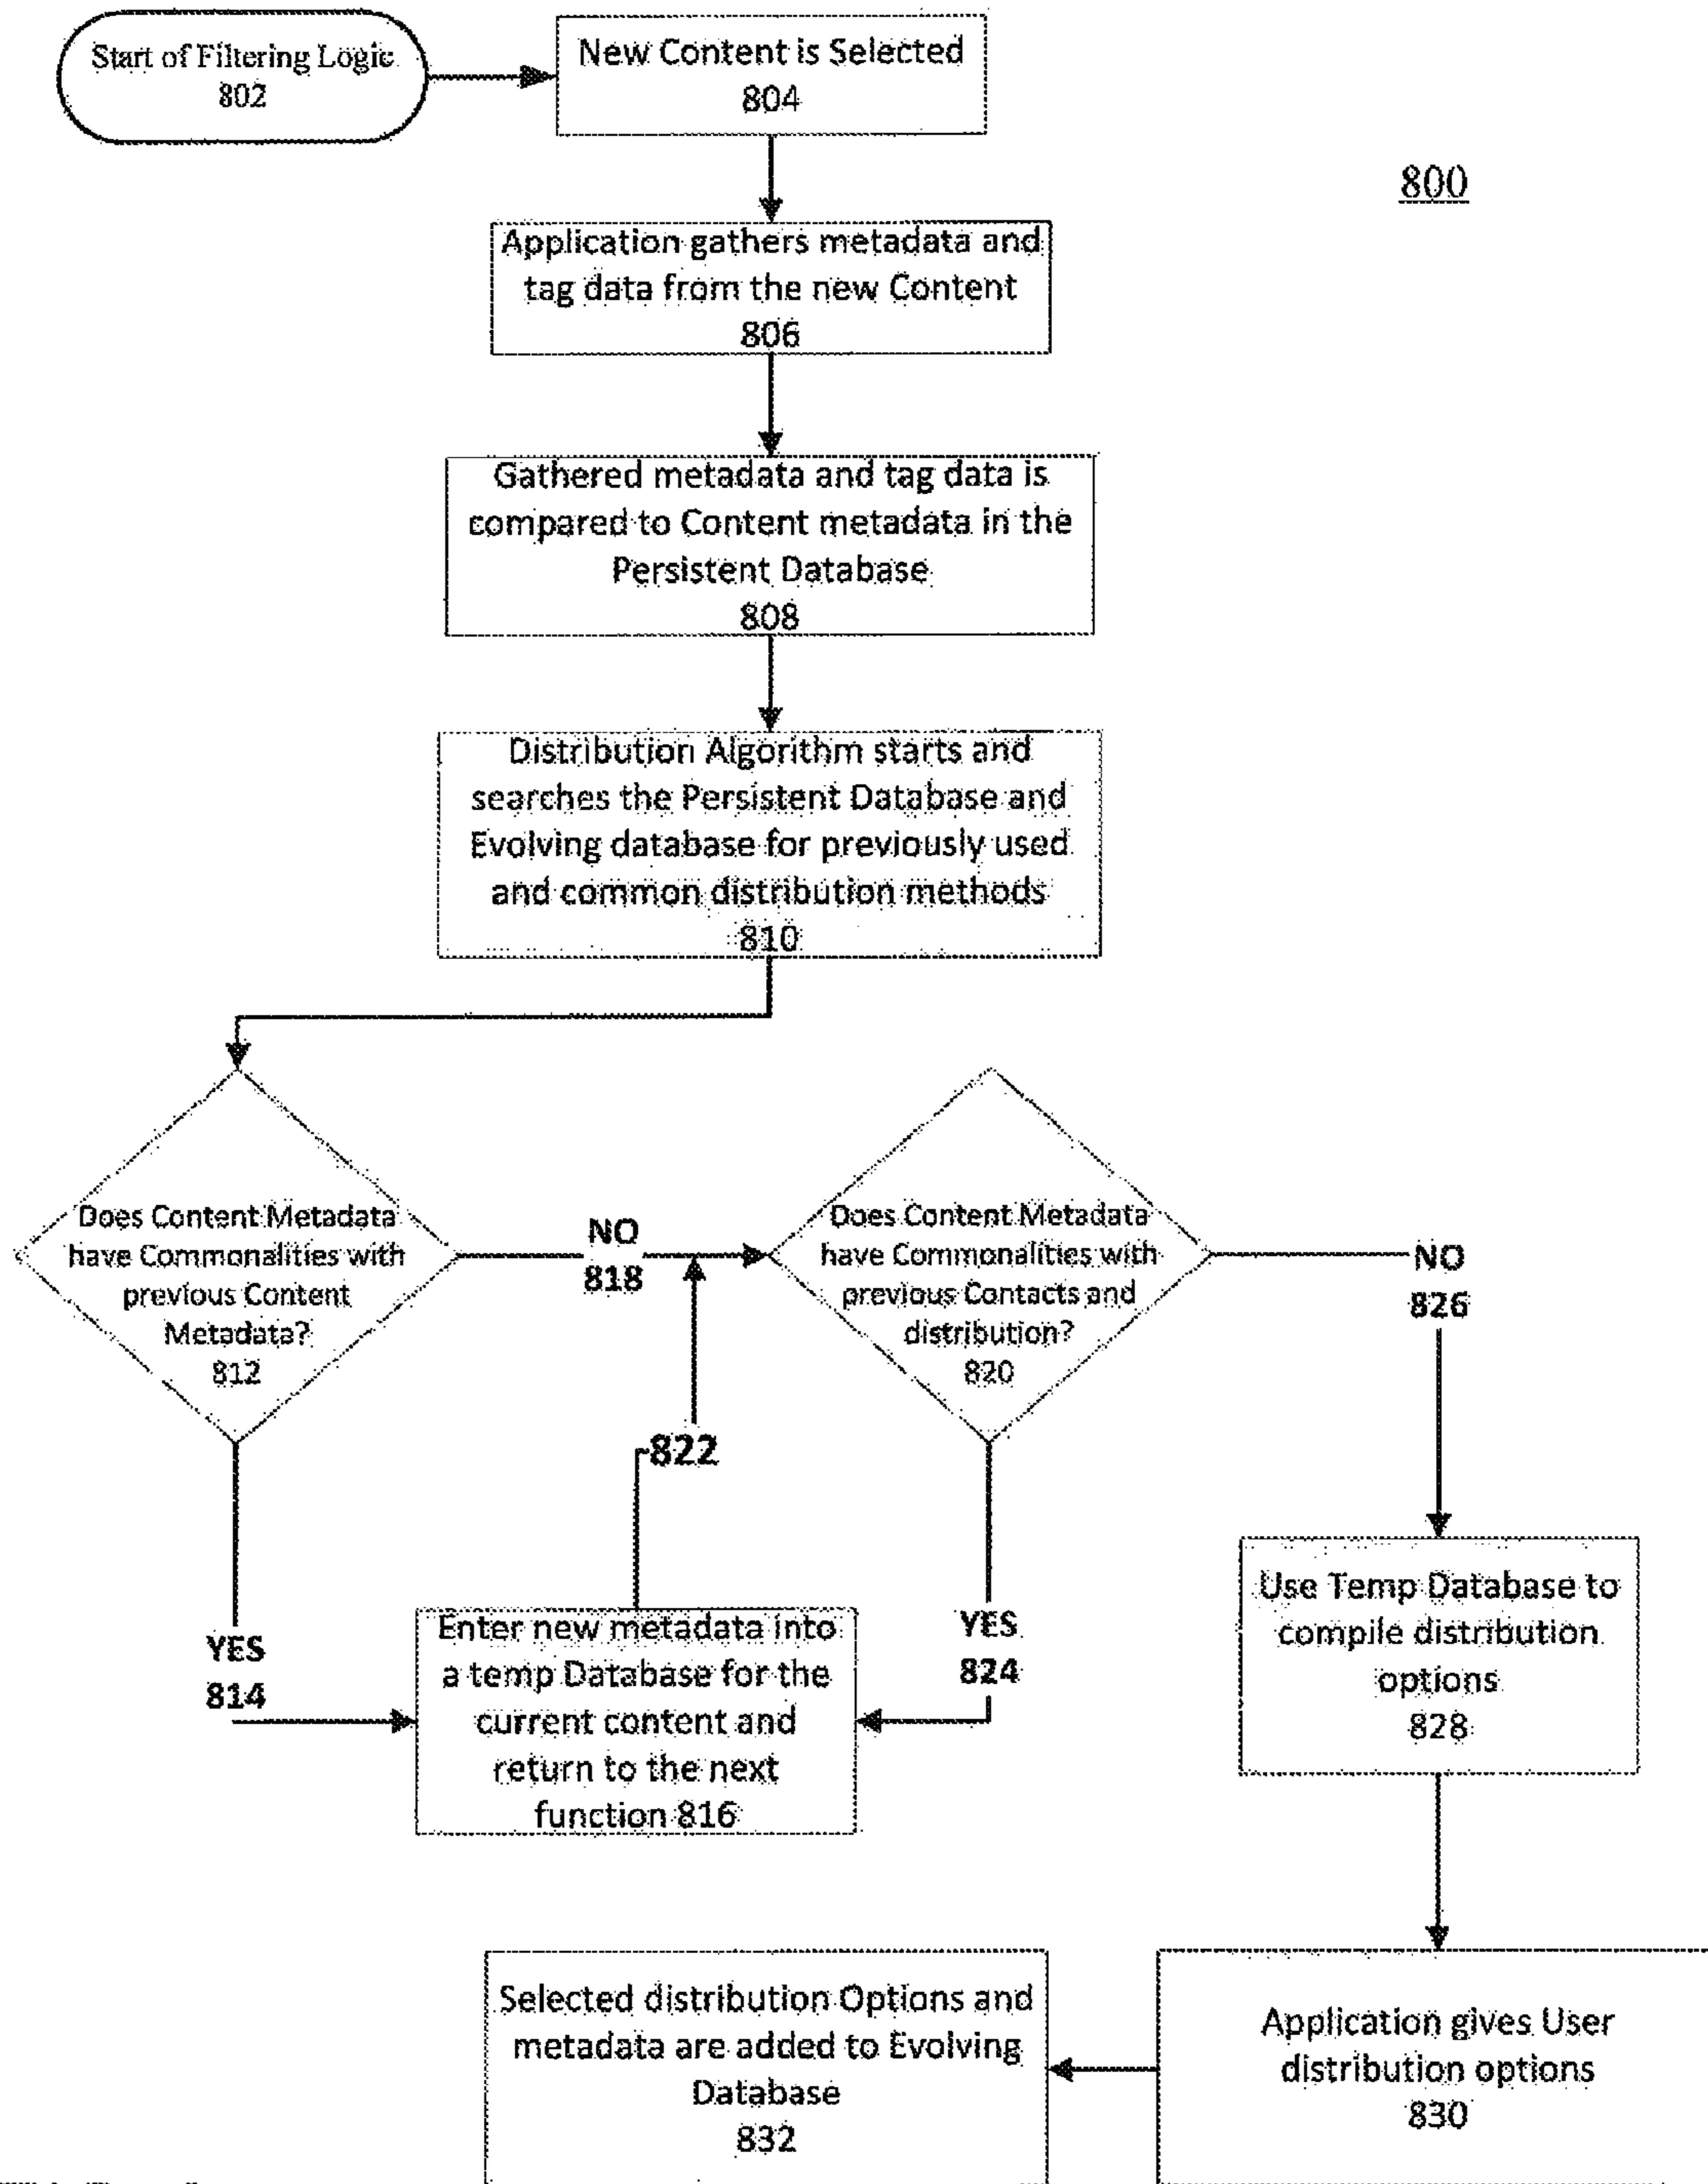 Start of Filtering Logic
802
New Content is Selected
804
800
Application gathers metadata and
tag data from the new Content
806
Gathered metadata and tag data is
compared to Content metadata in the
Persistent Database
808
Distribution Algorithm starts and
searches the Persistent Database and
Evolving database for previously used
and common distribution methods
810
Does Content Metadata
have Commonalities with
previous Content
Metadata?
812
NO
818
Does Content Metadata
have Commonalities with
previous Contacts and
distribution?
820
NO
826
822
YES
814
Enter new metadata into
a temp Database for the
current content and
return to the next
function 816
YES
824
Use Temp Database to
compile distribution
options
828
Selected distribution Options and
metadata are added to Evolving
Database
832
Application gives User
distribution options
830